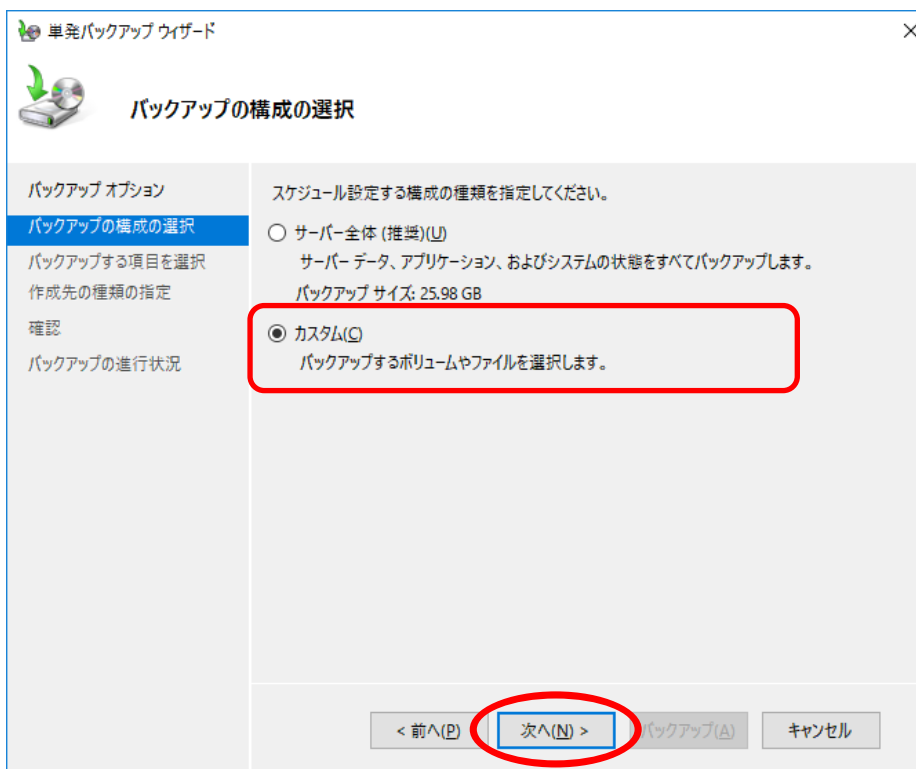 単発バックアップ ウィザード
バックアップの構成の選択
バックアップ オプション
バックアップの構成の選択
バックアップする項目を選択
作成先の種類の指定
確認
バックアップの進行状況
スケジュール設定する構成の種類を指定してください。
サーバー全体 (推奨)(U)
サーバー データ、アプリケーション、およびシステムの状態をすべてバックアップします。
バックアップ サイズ: 25.98 GB
カスタム(C)
バックアップするボリュームやファイルを選択します。
< 前へ(P)
次へ(N) >
バックアップ(A)
キャンセル